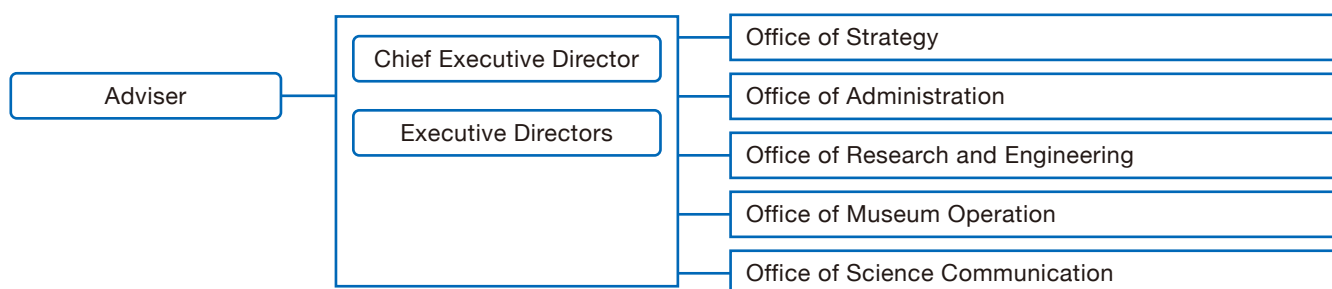 Adviser
Chief Executive Director
Executive Directors
Office of Strategy
Office of Administration
Office of Research and Engineering
Office of Museum Operation
Office of Science Communication